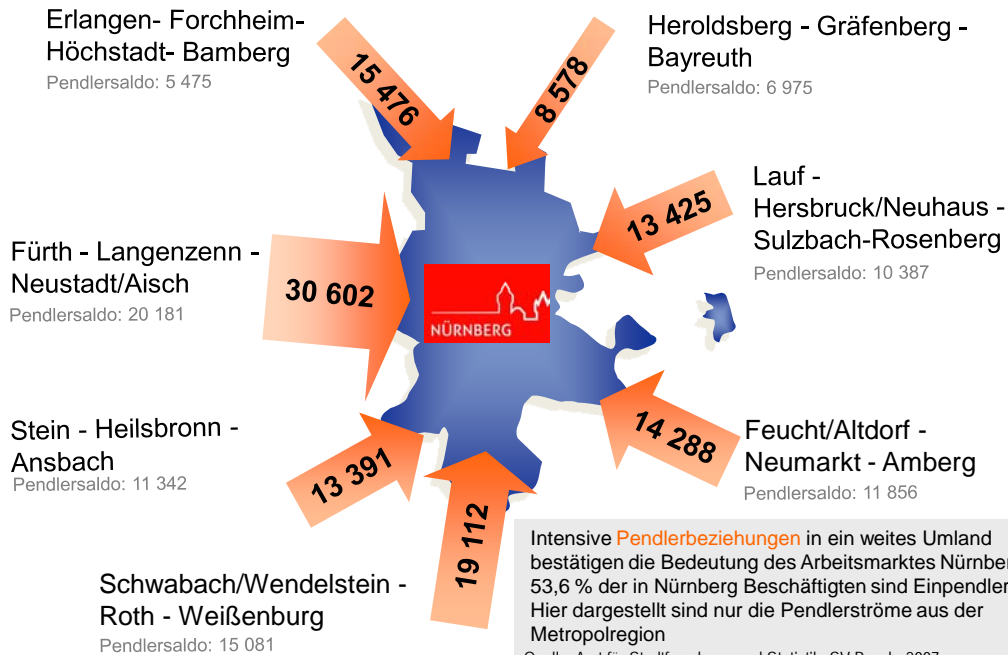 Erlangen- Forchheim-
Höchstadt- Bamberg
Pendlersaldo: 5 475
15 476
Heroldsberg - Gräfenberg -
Bayreuth
Pendlersaldo: 6 975
8 578
Lauf -
Hersbruck/Neuhaus -
Sulzbach-Rosenberg
Pendlersaldo: 10 387
13 425
Fürth - Langenzenn -
Neustadt/Aisch
Pendlersaldo: 20 181
30 602
NÜRNBERG
Stein - Heilsbronn -
Ansbach
Pendlersaldo: 11 342
13 391
14 288
Feucht/Altdorf -
Neumarkt - Amberg
Pendlersaldo: 11 856
19 112
Schwabach/Wendelstein -
Roth - Weißenburg
Pendlersaldo: 15 081
Intensive Pendlerbeziehungen in ein weites Umland
bestätigen die Bedeutung des Arbeitsmarktes
53,6 % der in Nürnberg Beschäftigten sind Einpendler
Hier dargestellt sind nur die Pendlerströme aus der
Metropolregion